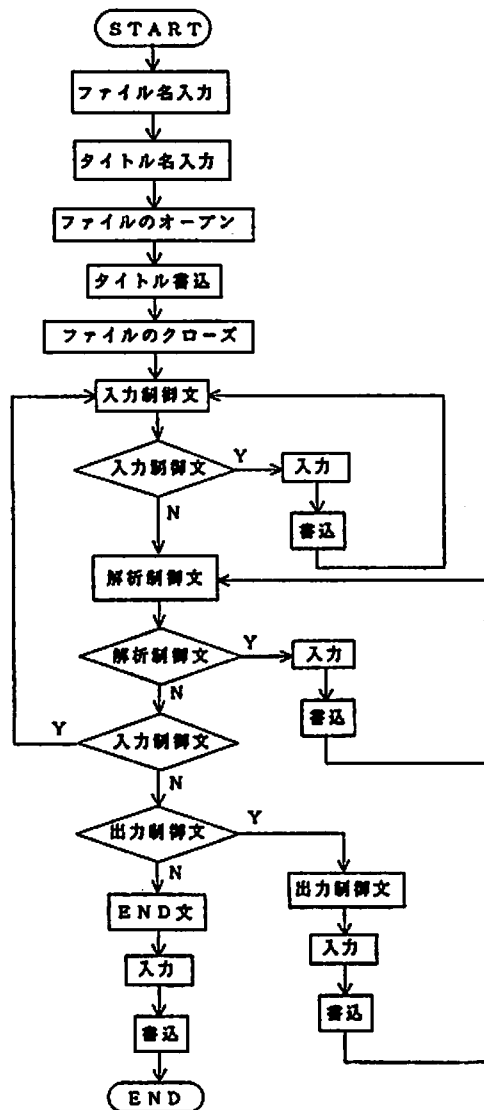 START
ファイル名入力
タイトル名入力
ファイルのオープン
タイトル書込
ファイルのクローズ
入力制御文
入力制御文
Y
入力
N
書込
解析制御文
解析制御文
Y
入力
N
書込
Y
入力制御文
N
出力制御文
Y
N
出力制御文
END文
入力
入力
書込
書込
END